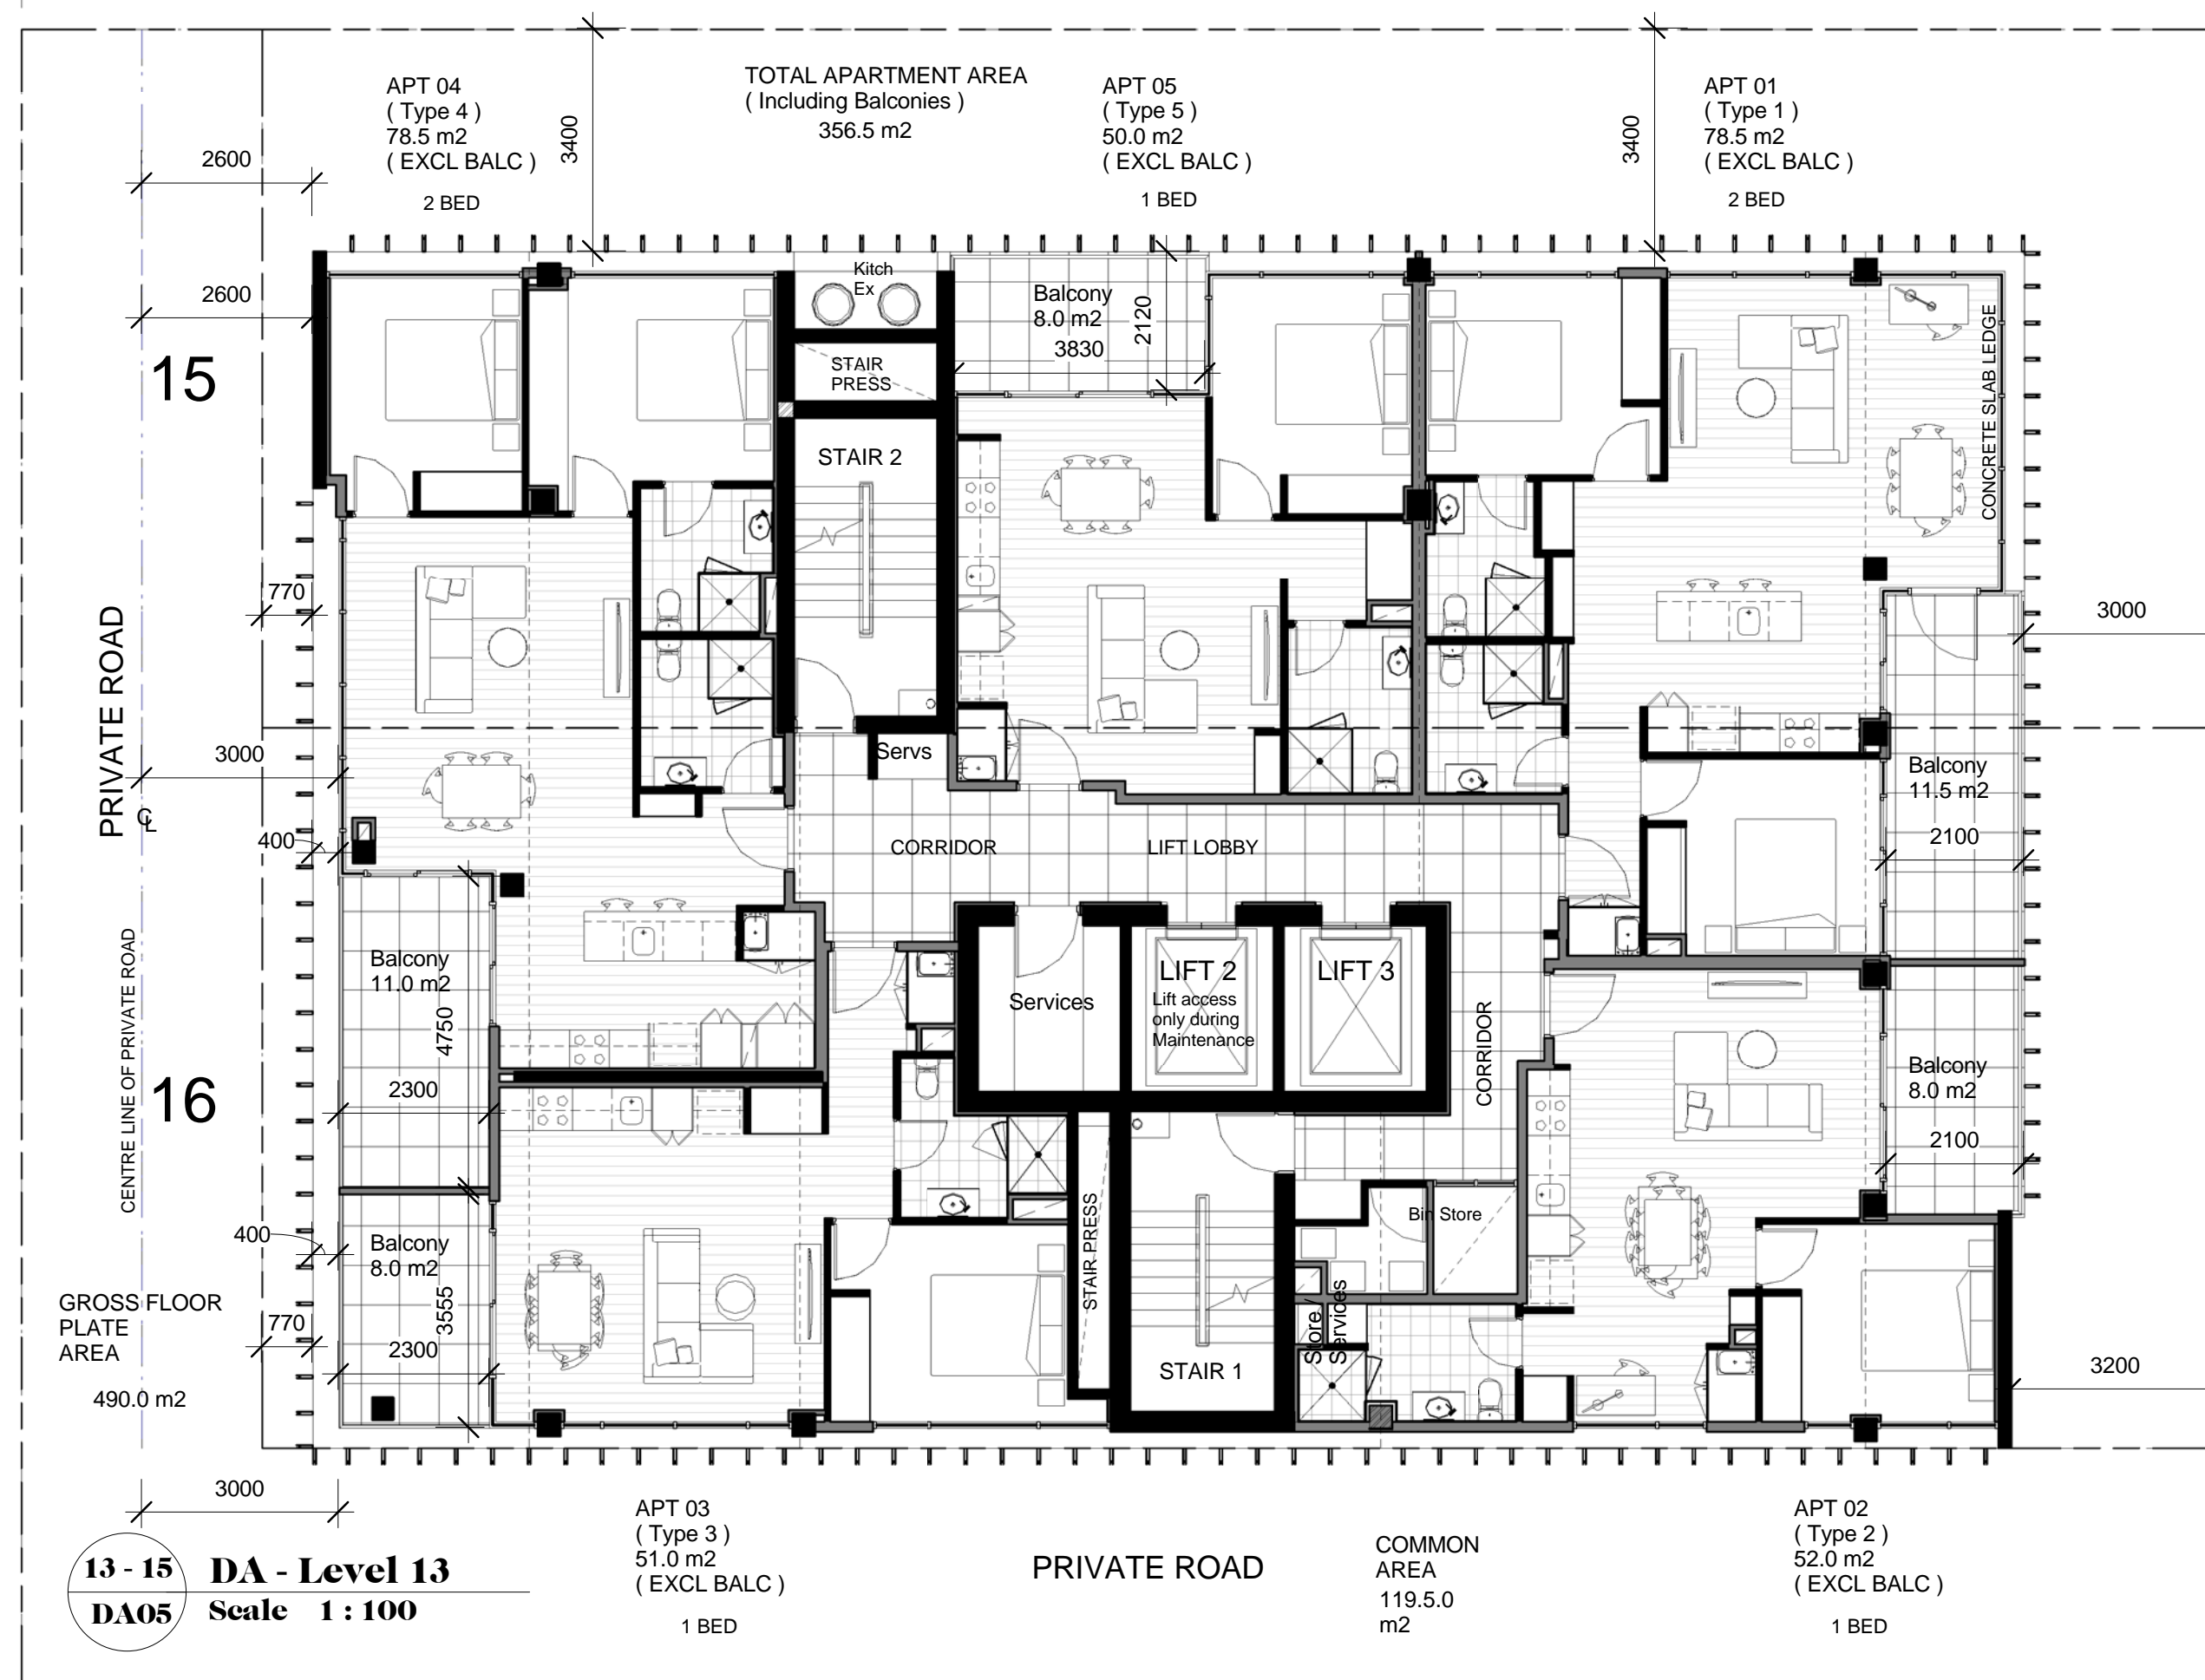 APT 04
( Type 4 )
78.5 m2
( EXCL BALC )
2 BED
3400
TOTAL APARTMENT AREA
( Including Balconies )
356.5 m2
APT 05
( Type 5 )
50.0 m2
( EXCL BALC )
1 BED
3400
APT 01
( Type 1 )
78.5 m2
( EXCL BALC )
2 BED
2600
2600
15
Kitch
Ex
STAIR
PRESS
STAIR 2
Balcony
8.0 m2
2120
3830
CONCRETE SLAB LEDGE
770
3000
PRIVATE ROAD
3000
CL
400
Servs
CORRIDOR
LIFT LOBBY
Balcony
11.5 m2
2100
Balcony
11.0 m2
4750
2300
CENTRE LINE OF PRIVATE ROAD
16
Services
LIFT 2
Lift access
only during
Maintenance
LIFT 3
CORRIDOR
Balcony
8.0 m2
2100
400
Balcony
8.0 m2
3555
2300
770
STAIR PRESS
STAIR 1
Bin Store
Store /
Services
3200
GROSS FLOOR
PLATE
AREA
490.0 m2
3000
APT 03
( Type 3 )
51.0 m2
( EXCL BALC )
1 BED
PRIVATE ROAD
COMMON
AREA
119.5.0
m2
APT 02
( Type 2 )
52.0 m2
( EXCL BALC )
1 BED
13 - 15
DA05
DA - Level 13
Scale 1 : 100